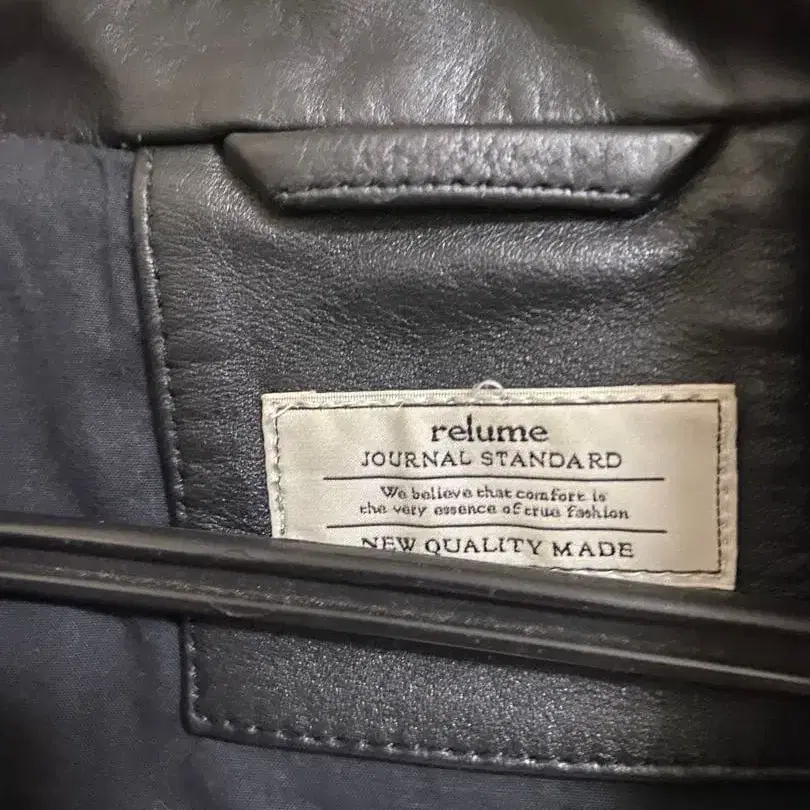 relume
JOURNAL STANDARD
We believe that comfort is
the very essence of true fashion
NEW QUALITY MADE